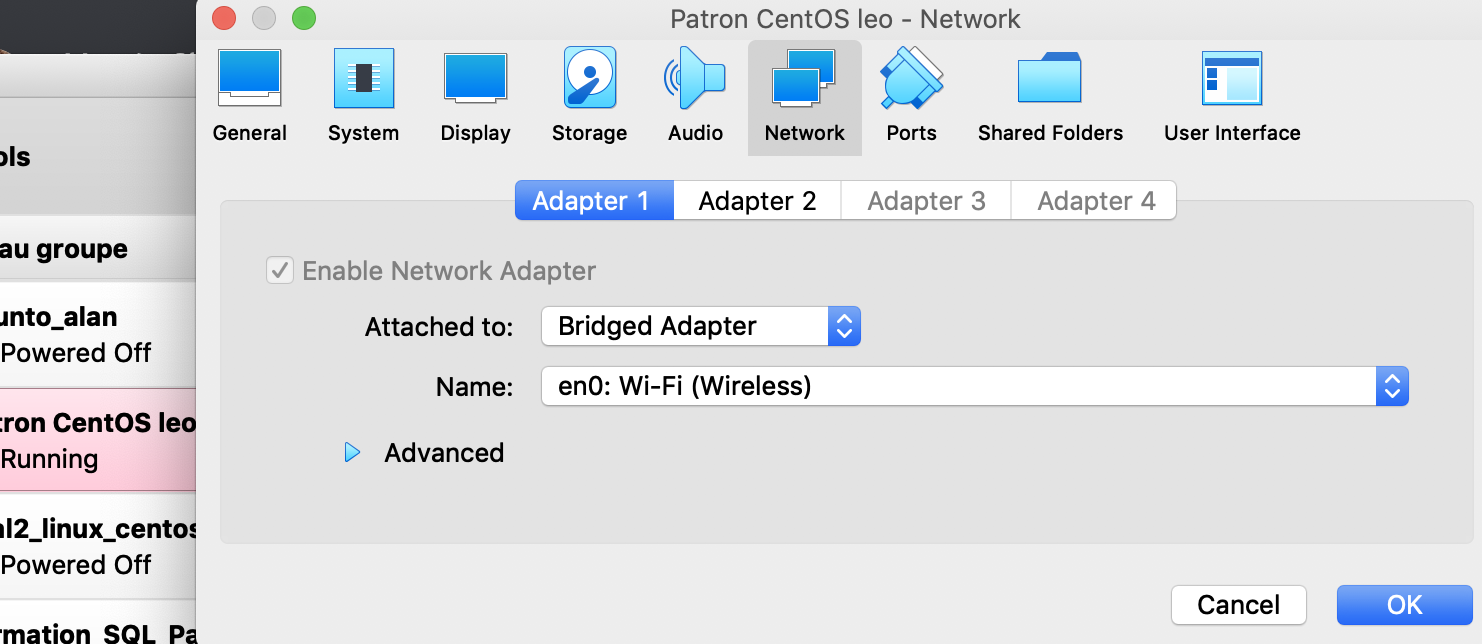 Patron CentOS leo - Network
General System Display Storage Audio Network Ports Shared Folders User Interface
ols
Adapter 1 Adapter 2 Adapter 3 Adapter 4
au groupe
Enable Network Adapter
unto_alan
Attached to: Bridged Adapter
Powered Off
Name: en0: Wi-Fi (Wireless)
tron CentOS leo
Running
Advanced
al2_linux_centos
Powered Off
Cancel OK
rmation_SQL_Pa